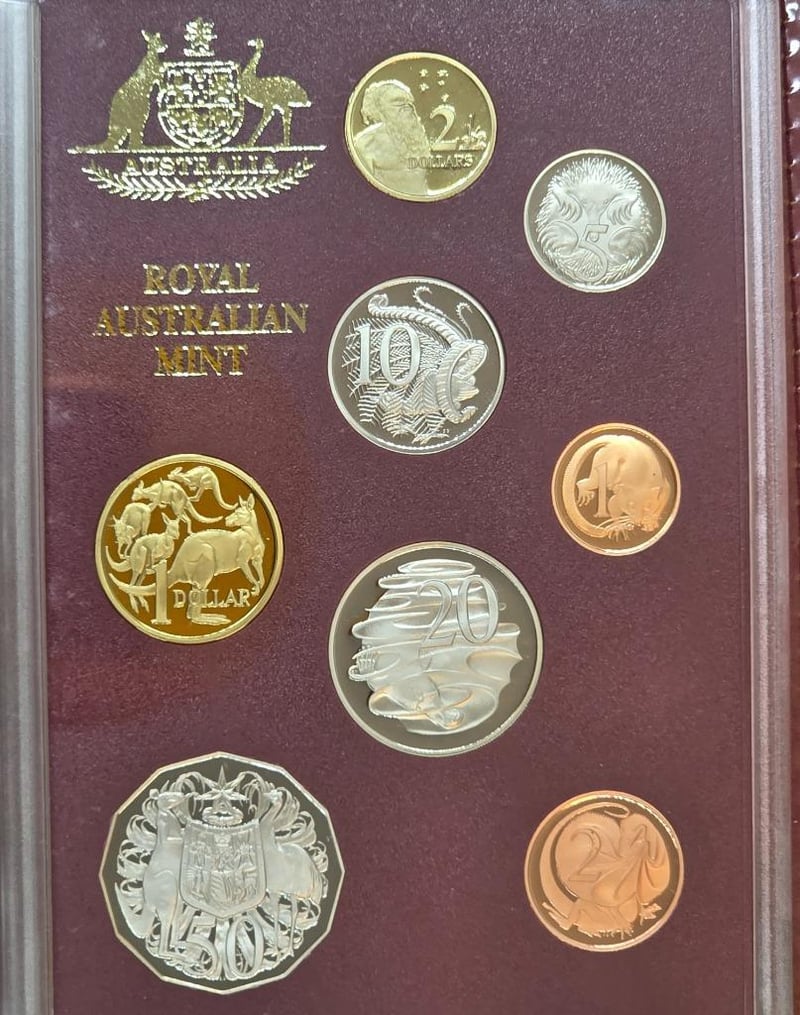 AUSTRALIA
2
DOLLARS
5
ROYAL
AUSTRALIAN
MINT
10
1
1
DOLLAR
20
50
2